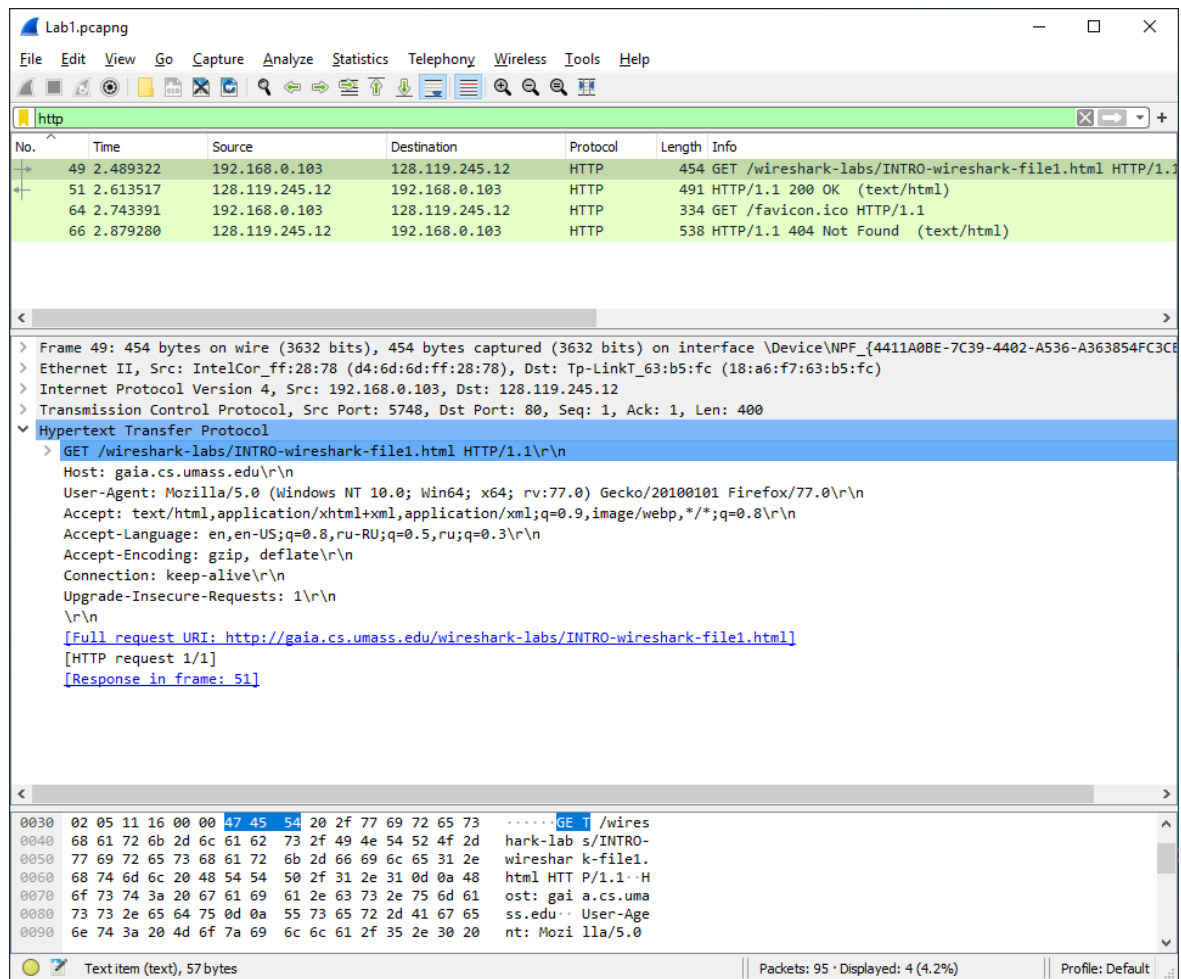 Lab1.pcapng
File Edit View Go Capture Analyze Statistics Telephony Wireless Tools Help
http
No. Time Source Destination Protocol Length Info
49 2.489322 192.168.0.103 128.119.245.12 HTTP 454 GET /wireshark-labs/INTRO-wireshark-file1.html HTTP/1.1
51 2.613517 128.119.245.12 192.168.0.103 HTTP 491 HTTP/1.1 200 OK (text/html)
64 2.743391 192.168.0.103 128.119.245.12 HTTP 334 GET /favicon.ico HTTP/1.1
66 2.879280 128.119.245.12 192.168.0.103 HTTP 538 HTTP/1.1 404 Not Found (text/html)
Frame 49: 454 bytes on wire (3632 bits), 454 bytes captured (3632 bits) on interface \Device\NPF_{4411A0BE-7C39-4402-A536-A363854FC3CE
Ethernet II, Src: IntelCor_ff:28:78 (d4:6d:6d:ff:28:78), Dst: Tp-LinkT_63:b5:fc (18:a6:f7:63:b5:fc)
Internet Protocol Version 4, Src: 192.168.0.103, Dst: 128.119.245.12
Transmission Control Protocol, Src Port: 5748, Dst Port: 80, Seq: 1, Ack: 1, Len: 400
Hypertext Transfer Protocol
GET /wireshark-labs/INTRO-wireshark-file1.html HTTP/1.1\r\n
Host: gaia.cs.umass.edu\r\n
User-Agent: Mozilla/5.0 (Windows NT 10.0; Win64; x64; rv:77.0) Gecko/20100101 Firefox/77.0\r\n
Accept: text/html,application/xhtml+xml,application/xml;q=0.9,image/webp,*/*;q=0.8\r\n
Accept-Language: en,en-US;q=0.8,ru-RU;q=0.5,ru;q=0.3\r\n
Accept-Encoding: gzip, deflate\r\n
Connection: keep-alive\r\n
Upgrade-Insecure-Requests: 1\r\n
\r\n
[Full request URI: http://gaia.cs.umass.edu/wireshark-labs/INTRO-wireshark-file1.html]
[HTTP request 1/1]
[Response in frame: 51]
0030 02 05 11 16 00 00 47 45 54 20 2f 77 69 72 65 73 ······GE T /wires
0040 68 61 72 6b 2d 6c 61 62 73 2f 49 4e 54 52 4f 2d hark-lab s/INTRO-
0050 77 69 72 65 73 68 61 72 6b 2d 66 69 6c 65 31 2e wireshar k-file1.
0060 68 74 6d 6c 20 48 54 54 50 2f 31 2e 31 0d 0a 48 html HTT P/1.1··H
0070 6f 73 74 3a 20 67 61 69 61 2e 63 73 2e 75 6d 61 ost: gai a.cs.uma
0080 73 73 2e 65 64 75 0d 0a 55 73 65 72 2d 41 67 65 ss.edu·· User-Age
0090 6e 74 3a 20 4d 6f 7a 69 6c 6c 61 2f 35 2e 30 20 nt: Mozi lla/5.0
Text item (text), 57 bytes Packets: 95 · Displayed: 4 (4.2%) Profile: Default